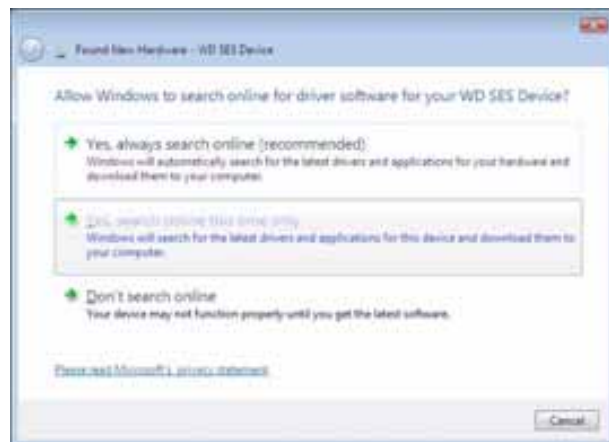 Found New Hardware - WD SES Device
Allow Windows to search online for driver software for your WD SES Device?
Yes, always search online (recommended)
Windows will automatically search for the latest drivers and applications for your hardware and
download them to your computer.
Yes, search online this time only
Windows will search for the latest drivers and applications for this device and download them to
your computer.
Don't search online
Your device may not function properly until you get the latest software.
Please read Microsoft's privacy statement
Cancel